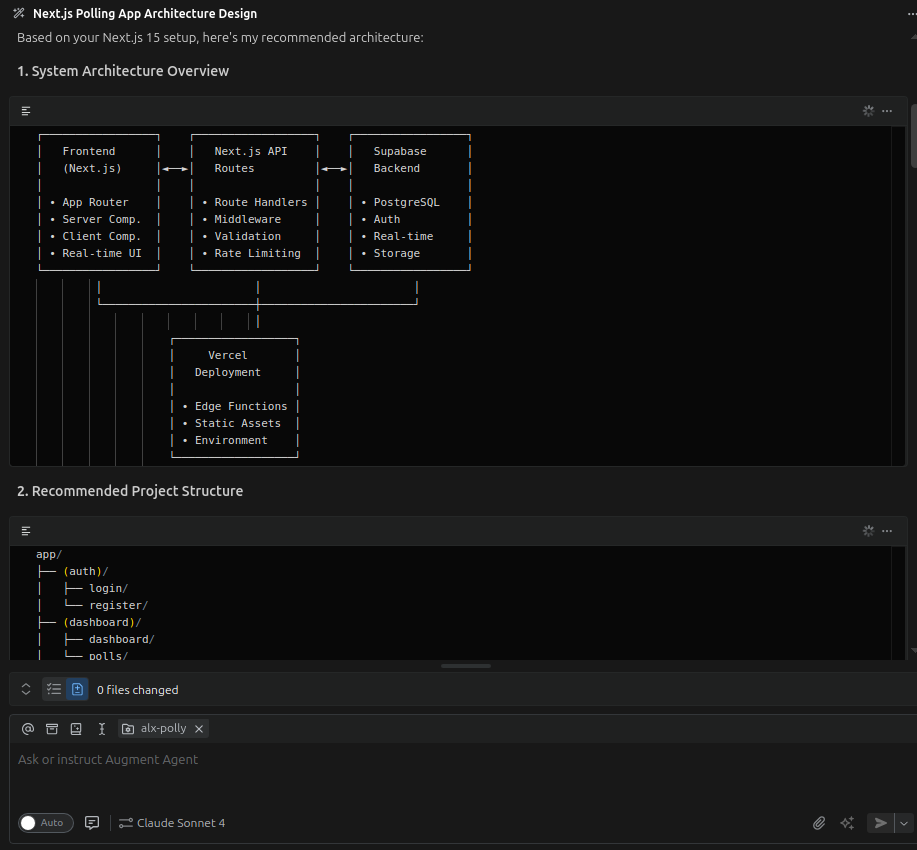 Next.js Polling App Architecture Design
Based on your Next.js 15 setup, here's my recommended architecture:
1. System Architecture Overview
Frontend
(Next.js)
• App Router
• Server Comp.
• Client Comp.
• Real-time UI
Next.js API
Routes
• Route Handlers
• Middleware
• Validation
• Rate Limiting
Supabase
Backend
• PostgreSQL
• Auth
• Real-time
• Storage
Vercel
Deployment
• Edge Functions
• Static Assets
• Environment
2. Recommended Project Structure
app/
├── (auth)/
│   ├── login/
│   └── register/
├── (dashboard)/
│   ├── dashboard/
│   └── polls/
0 files changed
alx-polly
Ask or instruct Augment Agent
Auto
Claude Sonnet 4